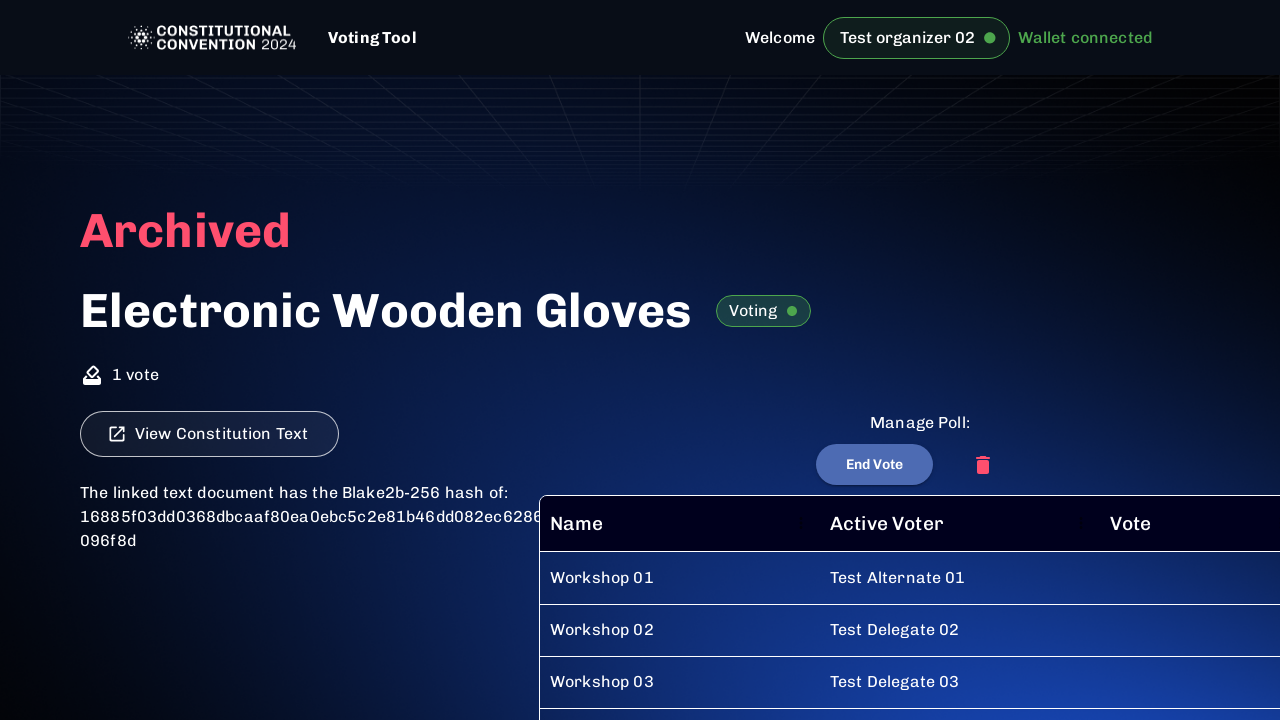 CONSTITUTIONAL
CONVENTION 2024
Voting Tool
Welcome
Test organizer 02
Wallet connected
Archived
Electronic Wooden Gloves
Voting
1 vote
View Constitution Text
Manage Poll:
End Vote
The linked text document has the Blake2b-256 hash of:
16885f03dd0368dbcaaf80ea0ebc5c2e81b46dd082ec6286
096f8d
Name Active Voter Vote
Workshop 01 Test Alternate 01
Workshop 02 Test Delegate 02
Workshop 03 Test Delegate 03